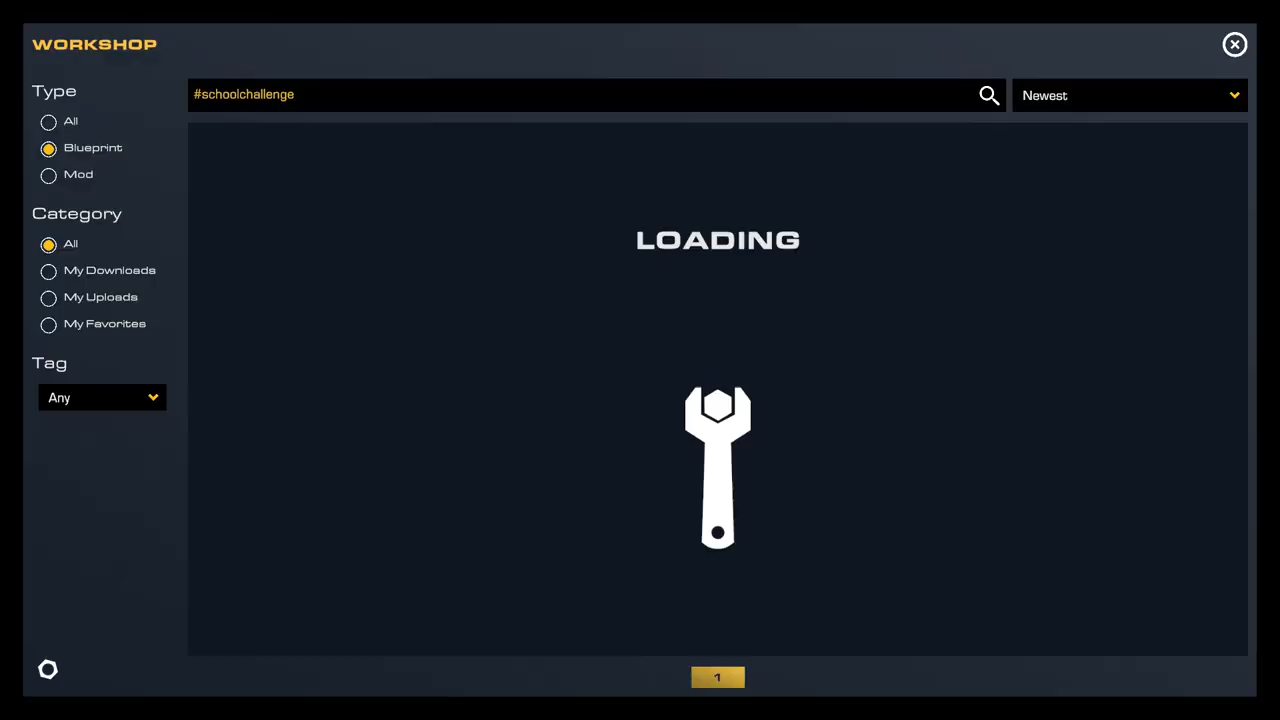 WORKSHOP
Type
All
Blueprint
Mod
Category
All
My Downloads
My Uploads
My Favorites
Tag
Any
#schoolchallenge
Newest
LOADING
1